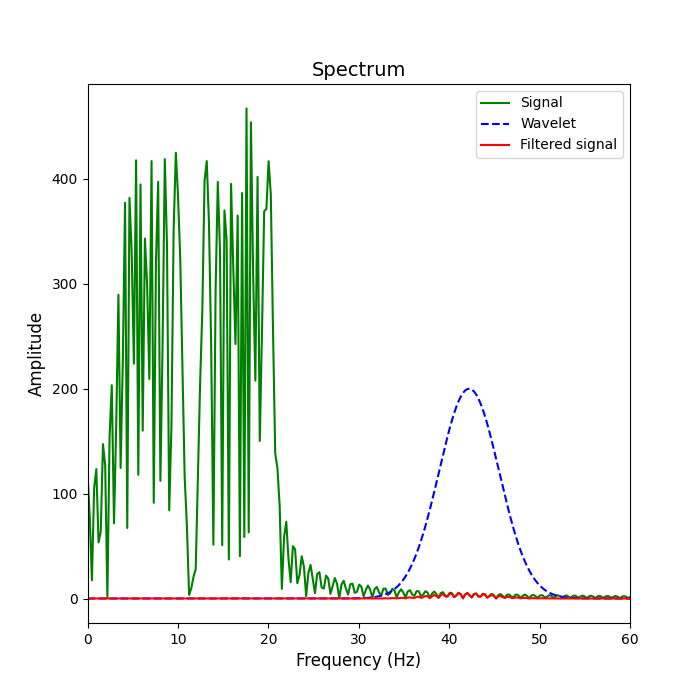 Spectrum
Signal
Wavelet
Filtered signal
Amplitude
400
300
200
100
0
0 10 20 30 40 50 60
Frequency (Hz)